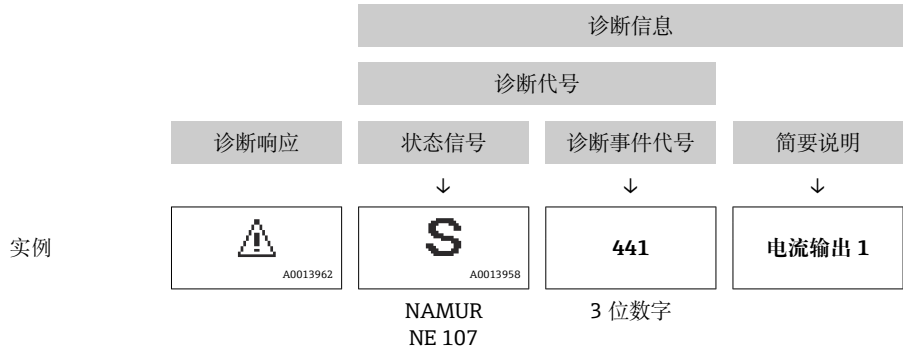 诊断信息
诊断代号
诊断响应 状态信号 诊断事件代号 简要说明
↓ ↓ ↓
实例 ⚠ S 441 电流输出 1
A0013962 A0013958
NAMUR 3 位数字
NE 107